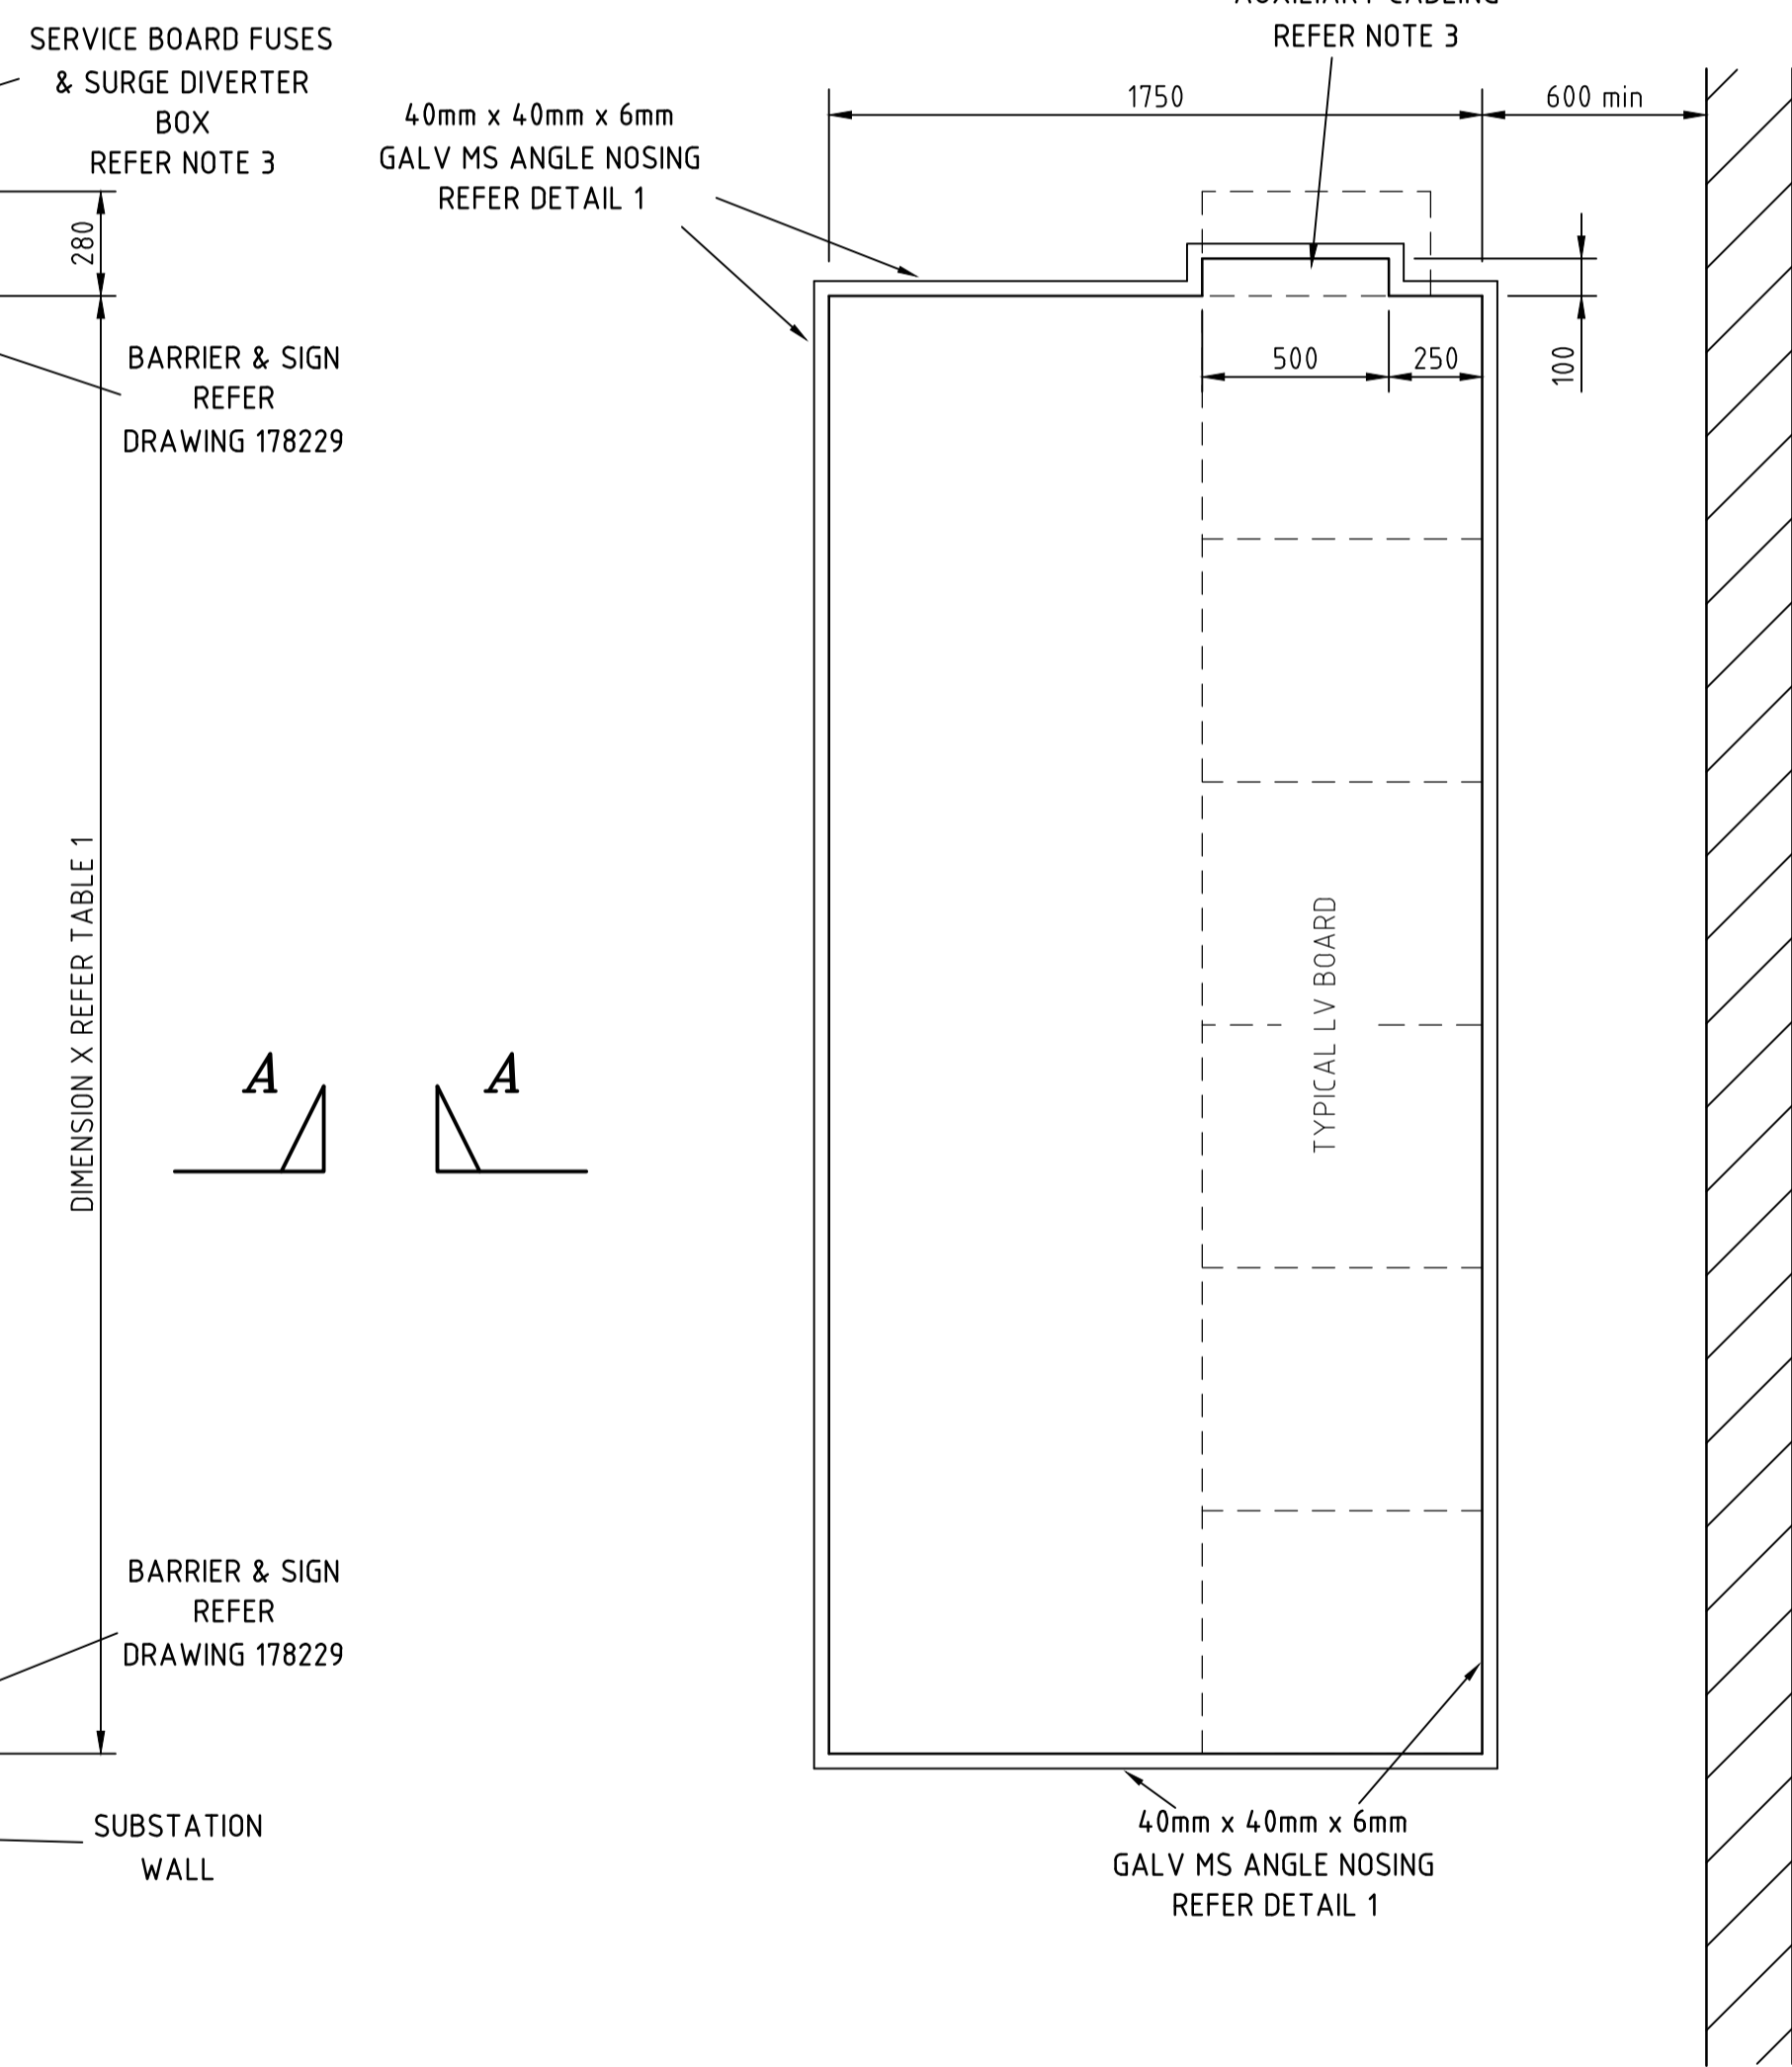 REFER NOTE 3
SERVICE BOARD FUSES
& SURGE DIVERTER
BOX
REFER NOTE 3
40mm x 40mm x 6mm
GALV MS ANGLE NOSING
REFER DETAIL 1
1750
600 min
280
BARRIER & SIGN
REFER
DRAWING 178229
500
250
100
DIMENSION X REFER TABLE 1
A
A
TYPICAL LV BOARD
BARRIER & SIGN
REFER
DRAWING 178229
SUBSTATION
WALL
40mm x 40mm x 6mm
GALV MS ANGLE NOSING
REFER DETAIL 1